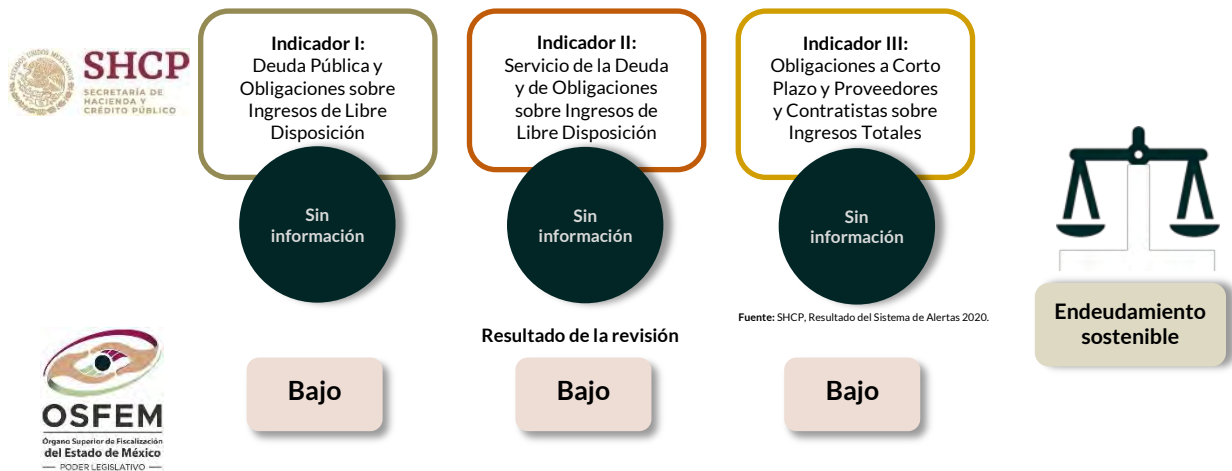 SHCP
SECRETARÍA DE
HACIENDA Y
CRÉDITO PÚBLICO
Indicador I:
Deuda Pública y
Obligaciones sobre
Ingresos de Libre
Disposición
Sin
información
Indicador II:
Servicio de la Deuda
y de Obligaciones
sobre Ingresos de
Libre Disposición
Sin
información
Indicador III:
Obligaciones a Corto
Plazo y Proveedores
y Contratistas sobre
Ingresos Totales
Sin
información
Fuente: SHCP, Resultado del Sistema de Alertas 2020.
Endeudamiento
sostenible
Resultado de la revisión
OSFEM
Órgano Superior de Fiscalización
del Estado de México
PODER LEGISLATIVO
Bajo
Bajo
Bajo